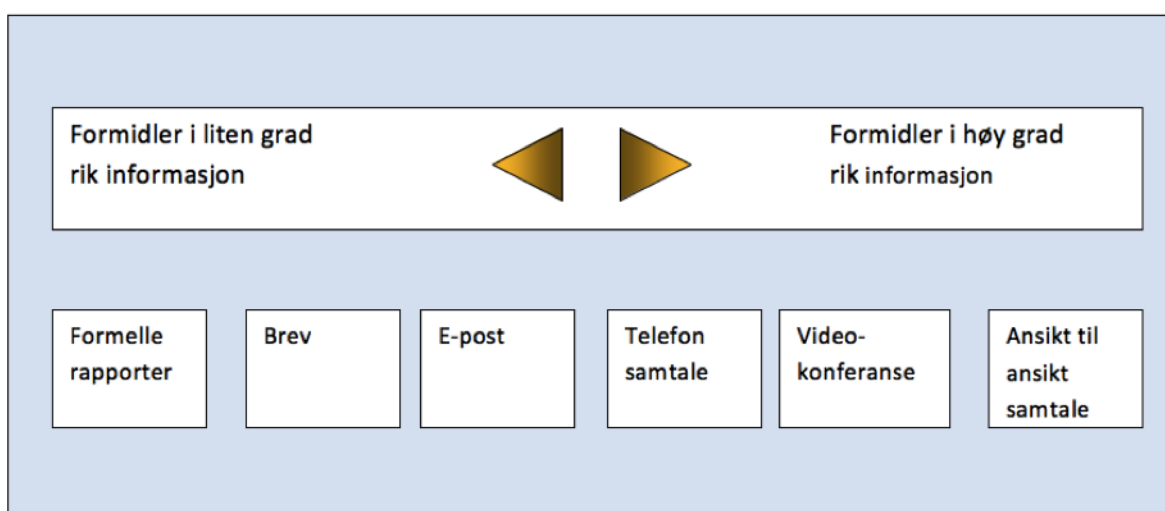 Formidler i liten grad
rik informasjon
Formidler i høy grad
rik informasjon
Formelle
rapporter
Brev
E-post
Telefon
samtale
Video-
konferanse
Ansikt til
ansikt
samtale